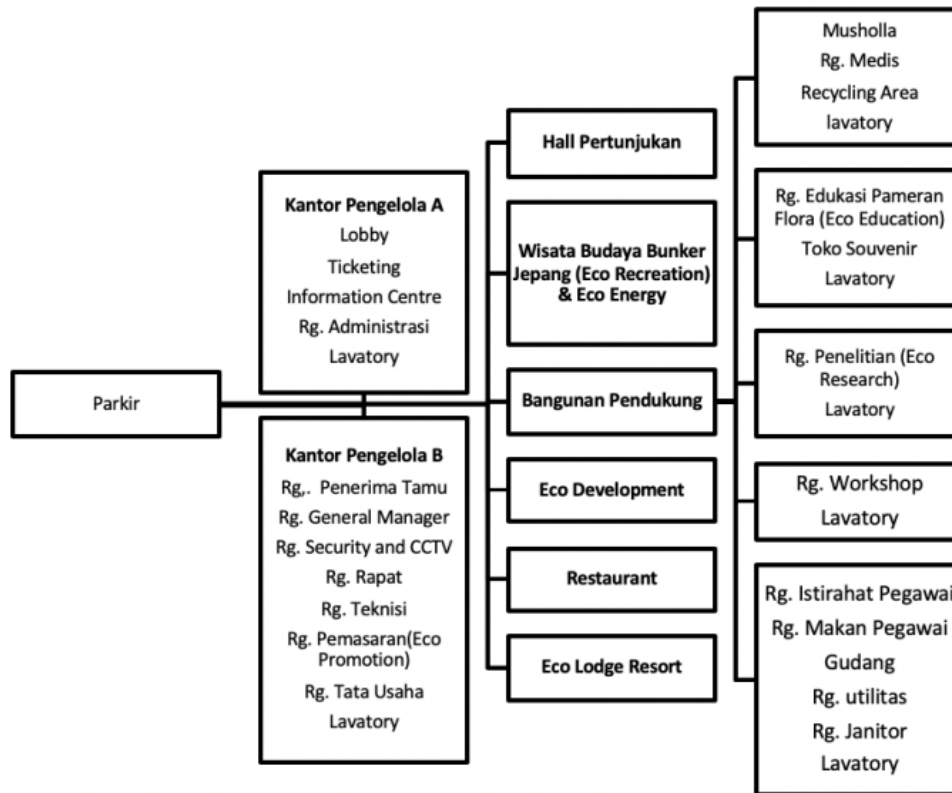 Parkir
Kantor Pengelola A
Lobby
Ticketing
Information Centre
Rg. Administrasi
Lavatory
Kantor Pengelola B
Rg,. Penerima Tamu
Rg. General Manager
Rg. Security and CCTV
Rg. Rapat
Rg. Teknisi
Rg. Pemasaran(Eco
Promotion)
Rg. Tata Usaha
Lavatory
Hall Pertunjukan
Wisata Budaya Bunker
Jepang (Eco Recreation)
& Eco Energy
Bangunan Pendukung
Eco Development
Restaurant
Eco Lodge Resort
Musholla
Rg. Medis
Recycling Area
lavatory
Rg. Edukasi Pameran
Flora (Eco Education)
Toko Souvenir
Lavatory
Rg. Penelitian (Eco
Research)
Lavatory
Rg. Workshop
Lavatory
Rg. Istirahat Pegawai
Rg. Makan Pegawai
Gudang
Rg. utilitas
Rg. Janitor
Lavatory